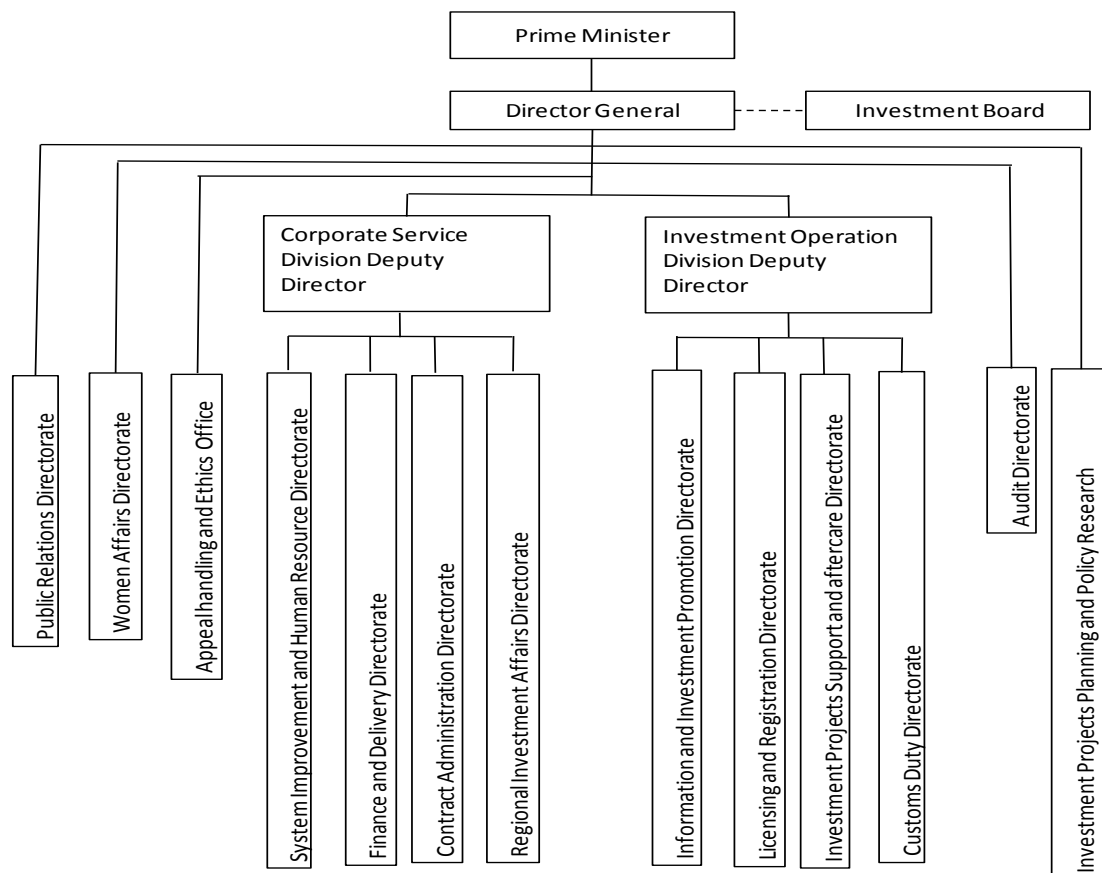 Prime Minister
Director General
Investment Board
Corporate Service
Division Deputy
Director
Investment Operation
Division Deputy
Director
Public Relations Directorate
Women Affairs Directorate
Appeal handling and Ethics Office
System Improvement and Human Resource Directorate
Finance and Delivery Directorate
Contract Administration Directorate
Regional Investment Affairs Directorate
Information and Investment Promotion Directorate
Licensing and Registration Directorate
Investment Projects Support and aftercare Directorate
Customs Duty Directorate
Audit Directorate
Investment Projects Planning and Policy Research